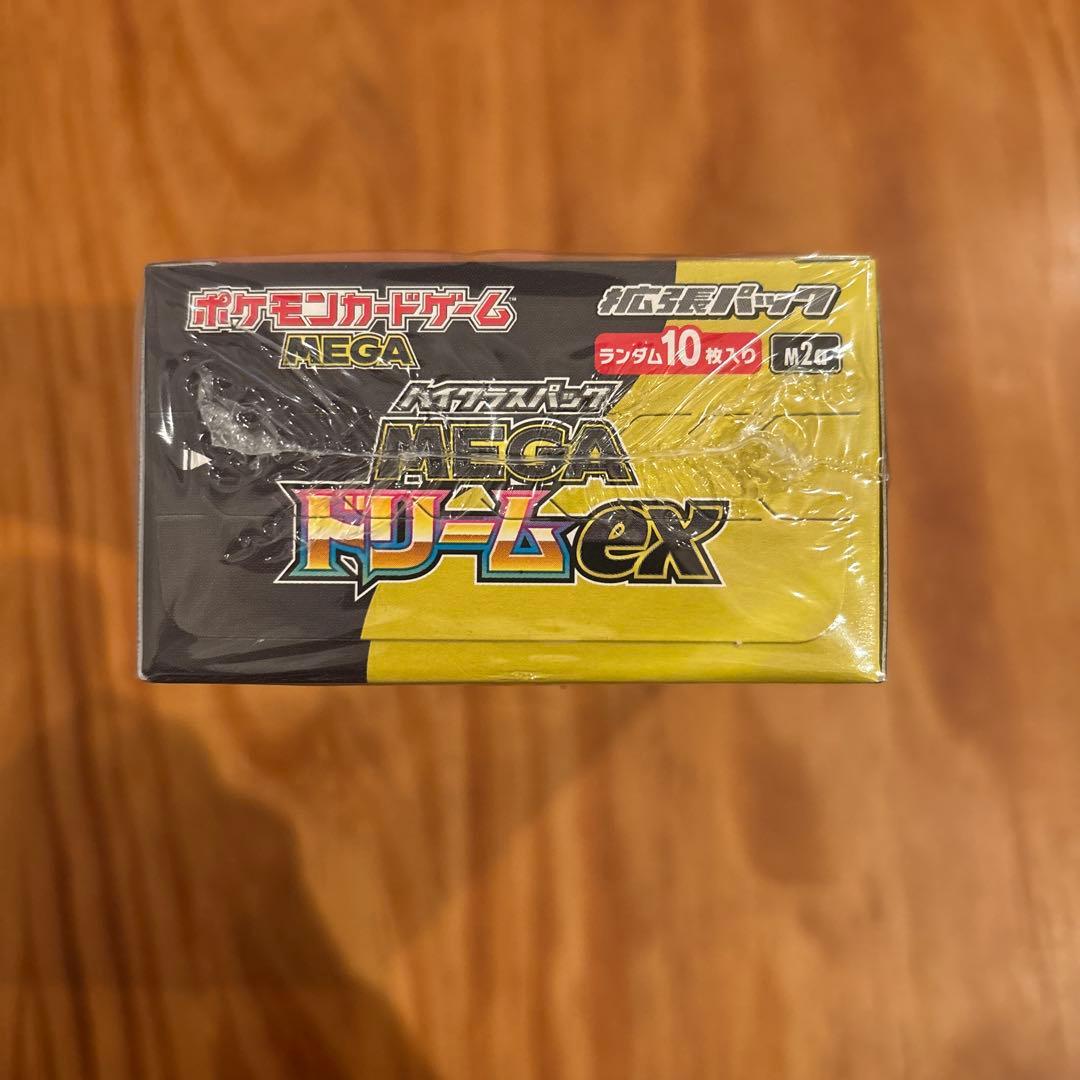 ポケモンカードゲーム™
MEGA
拡張パック
ランダム10枚入り M2a
ハイクラスパック
MEGA
ドリームex